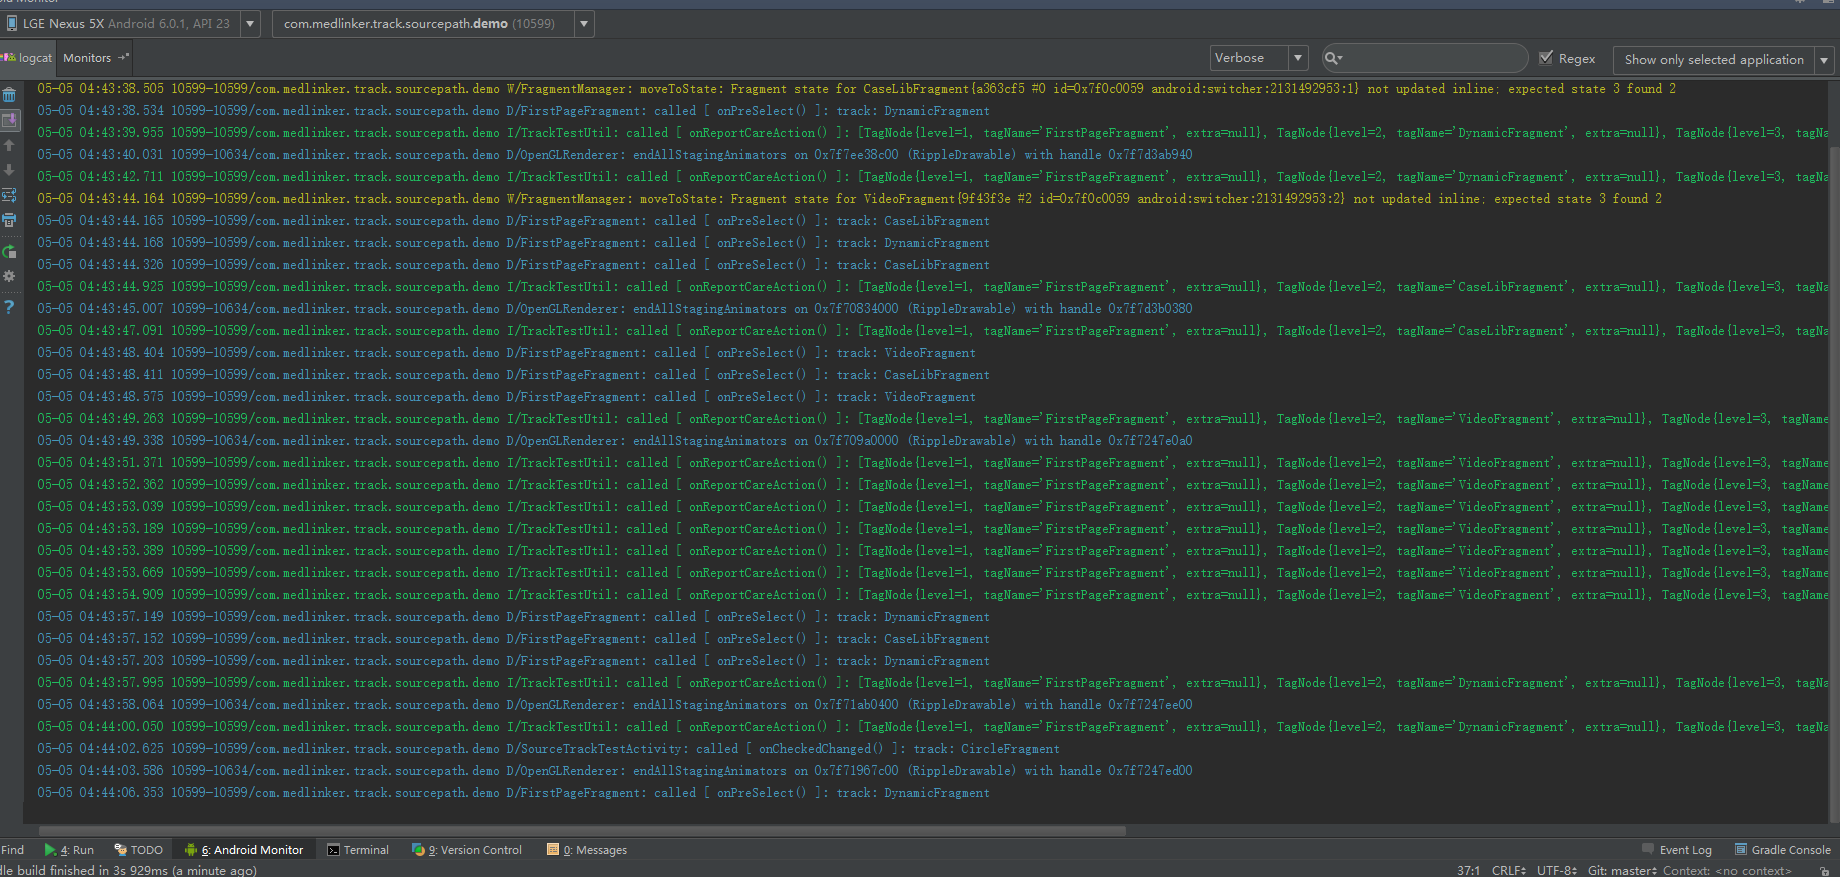 LGE Nexus 5X Android 6.0.1, API 23 com.medlinker.track.sourcepath.demo (10599)
logcat Monitors Verbose Regex Show only selected application
05-05 04:43:38.505 10599-10599/com.medlinker.track.sourcepath.demo W/FragmentManager: moveToState: Fragment state for CaseLibFragment{a363cf5 #0 id=0x7f0c0059 android:switcher:2131492953:1} not updated inline; expected state 3 found 2
05-05 04:43:38.534 10599-10599/com.medlinker.track.sourcepath.demo D/FirstPageFragment: called [ onPreSelect() ]: track: DynamicFragment
05-05 04:43:39.955 10599-10599/com.medlinker.track.sourcepath.demo I/TrackTestUtil: called [ onReportCareAction() ]: [TagNode{level=1, tagName='FirstPageFragment', extra=null}, TagNode{level=2, tagName='DynamicFragment', extra=null}, TagNode{level=3, tagNa
05-05 04:43:40.031 10599-10634/com.medlinker.track.sourcepath.demo D/OpenGLRenderer: endAllStagingAnimators on 0x7f7ee38c00 (RippleDrawable) with handle 0x7f7d3ab940
05-05 04:43:42.711 10599-10599/com.medlinker.track.sourcepath.demo I/TrackTestUtil: called [ onReportCareAction() ]: [TagNode{level=1, tagName='FirstPageFragment', extra=null}, TagNode{level=2, tagName='DynamicFragment', extra=null}, TagNode{level=3, tagNa
05-05 04:43:44.164 10599-10599/com.medlinker.track.sourcepath.demo W/FragmentManager: moveToState: Fragment state for VideoFragment{9f43f3e #2 id=0x7f0c0059 android:switcher:2131492953:2} not updated inline; expected state 3 found 2
05-05 04:43:44.165 10599-10599/com.medlinker.track.sourcepath.demo D/FirstPageFragment: called [ onPreSelect() ]: track: CaseLibFragment
05-05 04:43:44.168 10599-10599/com.medlinker.track.sourcepath.demo D/FirstPageFragment: called [ onPreSelect() ]: track: DynamicFragment
05-05 04:43:44.326 10599-10599/com.medlinker.track.sourcepath.demo D/FirstPageFragment: called [ onPreSelect() ]: track: CaseLibFragment
05-05 04:43:44.925 10599-10599/com.medlinker.track.sourcepath.demo I/TrackTestUtil: called [ onReportCareAction() ]: [TagNode{level=1, tagName='FirstPageFragment', extra=null}, TagNode{level=2, tagName='CaseLibFragment', extra=null}, TagNode{level=3, tagNa
05-05 04:43:45.007 10599-10634/com.medlinker.track.sourcepath.demo D/OpenGLRenderer: endAllStagingAnimators on 0x7f70834000 (RippleDrawable) with handle 0x7f7d3b0380
05-05 04:43:47.091 10599-10599/com.medlinker.track.sourcepath.demo I/TrackTestUtil: called [ onReportCareAction() ]: [TagNode{level=1, tagName='FirstPageFragment', extra=null}, TagNode{level=2, tagName='CaseLibFragment', extra=null}, TagNode{level=3, tagNa
05-05 04:43:48.404 10599-10599/com.medlinker.track.sourcepath.demo D/FirstPageFragment: called [ onPreSelect() ]: track: VideoFragment
05-05 04:43:48.411 10599-10599/com.medlinker.track.sourcepath.demo D/FirstPageFragment: called [ onPreSelect() ]: track: CaseLibFragment
05-05 04:43:48.575 10599-10599/com.medlinker.track.sourcepath.demo D/FirstPageFragment: called [ onPreSelect() ]: track: VideoFragment
05-05 04:43:49.263 10599-10599/com.medlinker.track.sourcepath.demo I/TrackTestUtil: called [ onReportCareAction() ]: [TagNode{level=1, tagName='FirstPageFragment', extra=null}, TagNode{level=2, tagName='VideoFragment', extra=null}, TagNode{level=3, tagName
05-05 04:43:49.338 10599-10634/com.medlinker.track.sourcepath.demo D/OpenGLRenderer: endAllStagingAnimators on 0x7f709a0000 (RippleDrawable) with handle 0x7f7247e0a0
05-05 04:43:51.371 10599-10599/com.medlinker.track.sourcepath.demo I/TrackTestUtil: called [ onReportCareAction() ]: [TagNode{level=1, tagName='FirstPageFragment', extra=null}, TagNode{level=2, tagName='VideoFragment', extra=null}, TagNode{level=3, tagName
05-05 04:43:52.362 10599-10599/com.medlinker.track.sourcepath.demo I/TrackTestUtil: called [ onReportCareAction() ]: [TagNode{level=1, tagName='FirstPageFragment', extra=null}, TagNode{level=2, tagName='VideoFragment', extra=null}, TagNode{level=3, tagName
05-05 04:43:53.039 10599-10599/com.medlinker.track.sourcepath.demo I/TrackTestUtil: called [ onReportCareAction() ]: [TagNode{level=1, tagName='FirstPageFragment', extra=null}, TagNode{level=2, tagName='VideoFragment', extra=null}, TagNode{level=3, tagName
05-05 04:43:53.189 10599-10599/com.medlinker.track.sourcepath.demo I/TrackTestUtil: called [ onReportCareAction() ]: [TagNode{level=1, tagName='FirstPageFragment', extra=null}, TagNode{level=2, tagName='VideoFragment', extra=null}, TagNode{level=3, tagName
05-05 04:43:53.389 10599-10599/com.medlinker.track.sourcepath.demo I/TrackTestUtil: called [ onReportCareAction() ]: [TagNode{level=1, tagName='FirstPageFragment', extra=null}, TagNode{level=2, tagName='VideoFragment', extra=null}, TagNode{level=3, tagName
05-05 04:43:53.669 10599-10599/com.medlinker.track.sourcepath.demo I/TrackTestUtil: called [ onReportCareAction() ]: [TagNode{level=1, tagName='FirstPageFragment', extra=null}, TagNode{level=2, tagName='VideoFragment', extra=null}, TagNode{level=3, tagName
05-05 04:43:54.909 10599-10599/com.medlinker.track.sourcepath.demo I/TrackTestUtil: called [ onReportCareAction() ]: [TagNode{level=1, tagName='FirstPageFragment', extra=null}, TagNode{level=2, tagName='VideoFragment', extra=null}, TagNode{level=3, tagName
05-05 04:43:57.149 10599-10599/com.medlinker.track.sourcepath.demo D/FirstPageFragment: called [ onPreSelect() ]: track: DynamicFragment
05-05 04:43:57.152 10599-10599/com.medlinker.track.sourcepath.demo D/FirstPageFragment: called [ onPreSelect() ]: track: CaseLibFragment
05-05 04:43:57.203 10599-10599/com.medlinker.track.sourcepath.demo D/FirstPageFragment: called [ onPreSelect() ]: track: DynamicFragment
05-05 04:43:57.995 10599-10599/com.medlinker.track.sourcepath.demo I/TrackTestUtil: called [ onReportCareAction() ]: [TagNode{level=1, tagName='FirstPageFragment', extra=null}, TagNode{level=2, tagName='DynamicFragment', extra=null}, TagNode{level=3, tagNa
05-05 04:43:58.064 10599-10634/com.medlinker.track.sourcepath.demo D/OpenGLRenderer: endAllStagingAnimators on 0x7f71ab0400 (RippleDrawable) with handle 0x7f7247ee00
05-05 04:44:00.050 10599-10599/com.medlinker.track.sourcepath.demo I/TrackTestUtil: called [ onReportCareAction() ]: [TagNode{level=1, tagName='FirstPageFragment', extra=null}, TagNode{level=2, tagName='DynamicFragment', extra=null}, TagNode{level=3, tagNa
05-05 04:44:02.625 10599-10599/com.medlinker.track.sourcepath.demo D/SourceTrackTestActivity: called [ onCheckedChanged() ]: track: CircleFragment
05-05 04:44:03.586 10599-10634/com.medlinker.track.sourcepath.demo D/OpenGLRenderer: endAllStagingAnimators on 0x7f71967c00 (RippleDrawable) with handle 0x7f7247ed00
05-05 04:44:06.353 10599-10599/com.medlinker.track.sourcepath.demo D/FirstPageFragment: called [ onPreSelect() ]: track: DynamicFragment
Find 4: Run TODO 6: Android Monitor Terminal 9: Version Control 0: Messages Event Log Gradle Console
dle build finished in 3s 929ms (a minute ago) 37:1 CRLF UTF-8 Git: master Context: <no context>